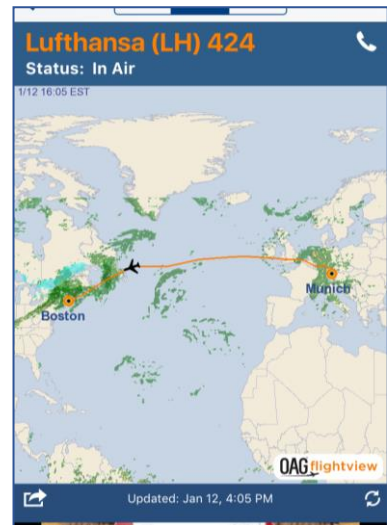 Lufthansa (LH) 424
Status: In Air
1/12 16:05 EST
Boston
Munich
OAG flightview
Updated: Jan 12, 4:05 PM